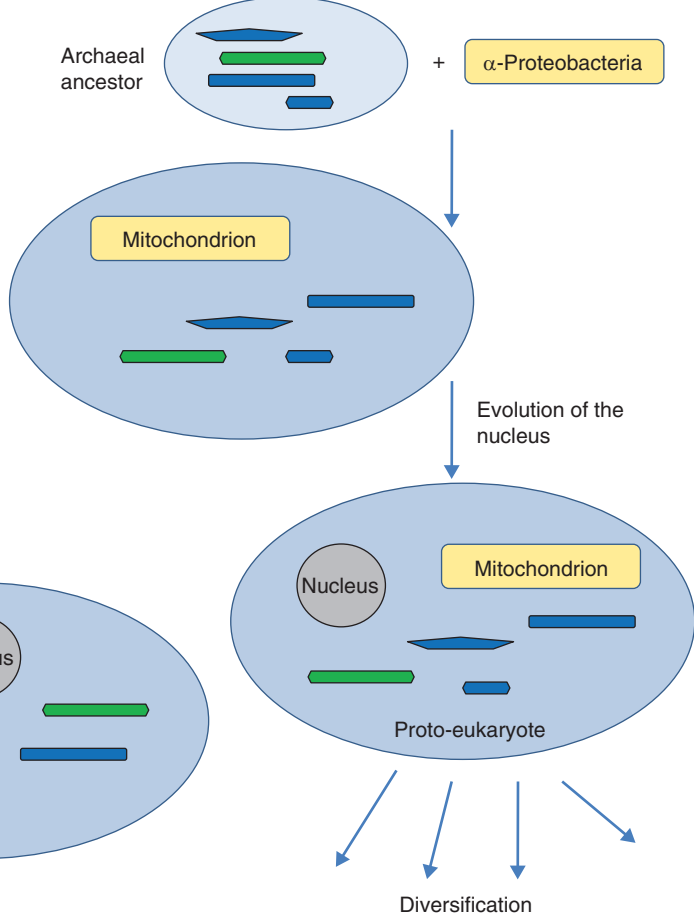 Archaeal
ancestor
+
α-Proteobacteria
Mitochondrion
Evolution of the
nucleus
Nucleus
Mitochondrion
Proto-eukaryote
Diversification